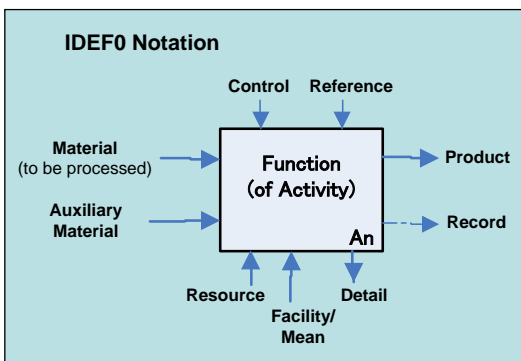 IDEF0 Notation
Control
Reference
Material
(to be processed)
Function
(of Activity)
Product
Auxiliary
Material
An
Record
Resource
Facility/
Mean
Detail